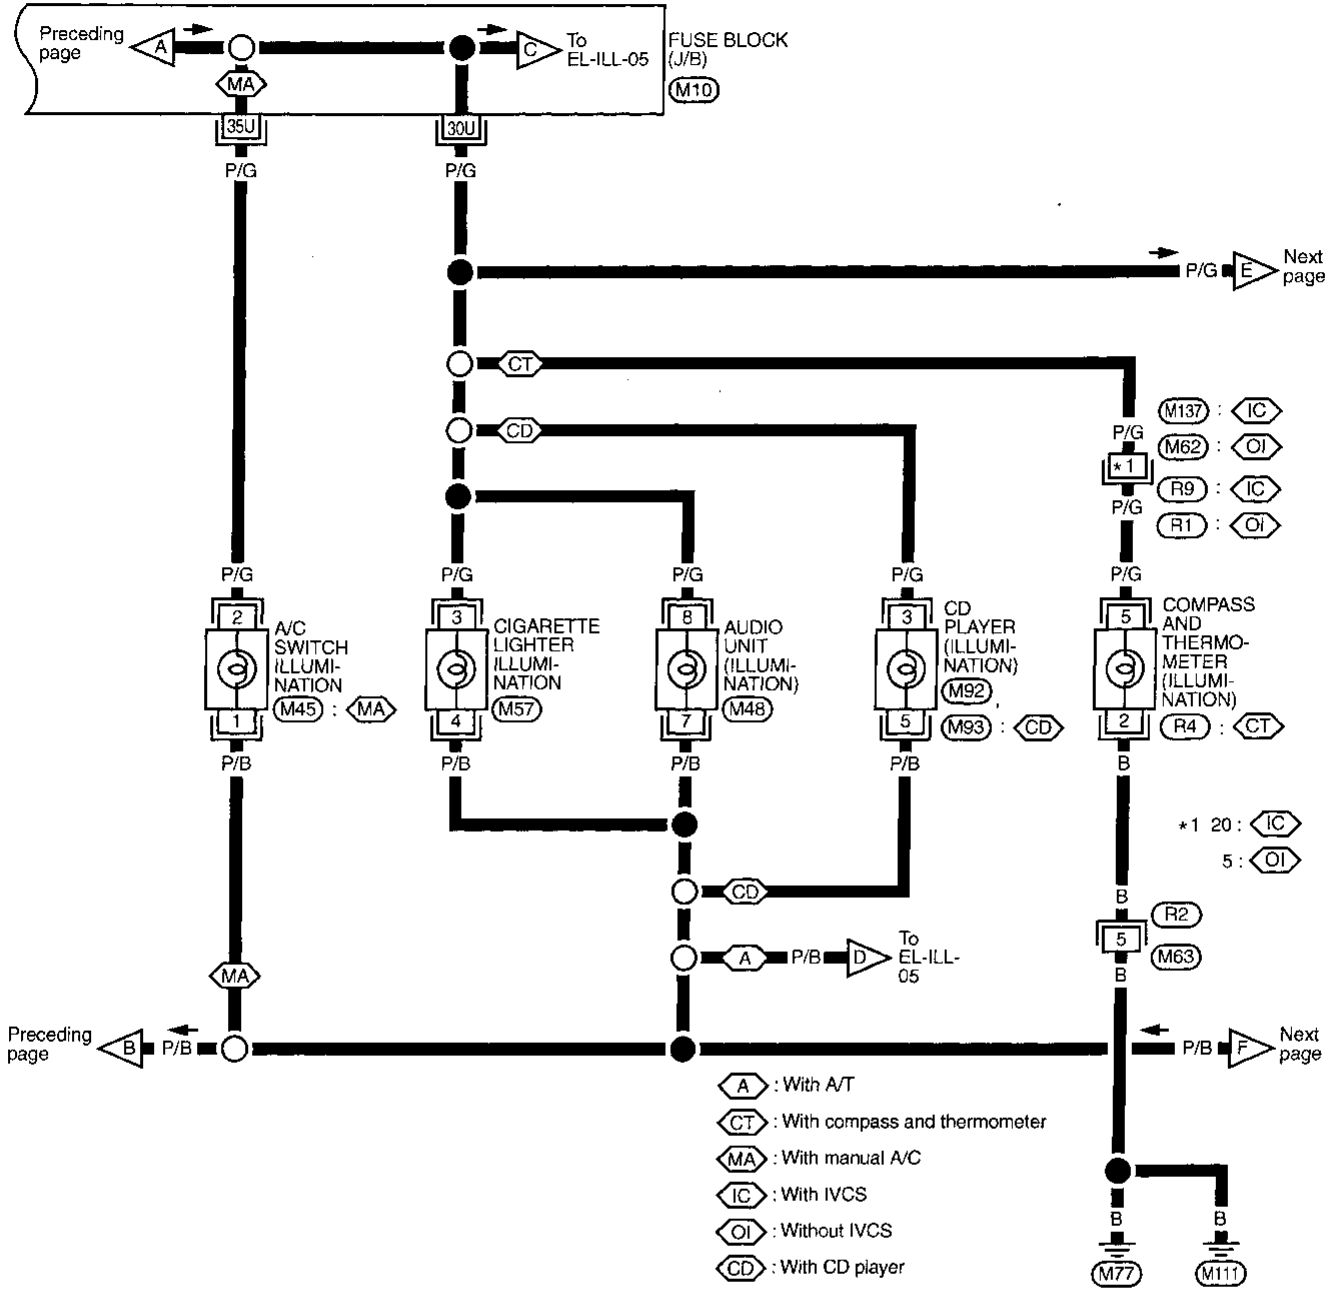 Preceding
page
A
C
To
EL-ILL-05
FUSE BLOCK
(J/B)
M10
MA
35U
30U
P/G
P/G
P/G
E
Next
page
CT
CD
P/G
*1
P/G
M137 : IC
M62 : OI
R9 : IC
R1 : OI
P/G
P/G
P/G
P/G
P/G
2
3
8
3
5
A/C
SWITCH
ILLUMI-
NATION
M45 : MA
CIGARETTE
LIGHTER
ILLUMI-
NATION
M57
AUDIO
UNIT
(ILLUMI-
NATION)
M48
CD
PLAYER
(ILLUMI-
NATION)
M92 ,
M93 : CD
COMPASS
AND
THERMO-
METER
(ILLUMI-
NATION)
R4 : CT
1
4
7
5
2
P/B
P/B
P/B
P/B
B
*1 20 : IC
5 : OI
CD
B
R2
5
M63
B
A
P/B
D
To
EL-ILL-
05
MA
Preceding
page
B
P/B
P/B
F
Next
page
A : With A/T
CT : With compass and thermometer
MA : With manual A/C
IC : With IVCS
OI : Without IVCS
CD : With CD player
B
B
M77
M111